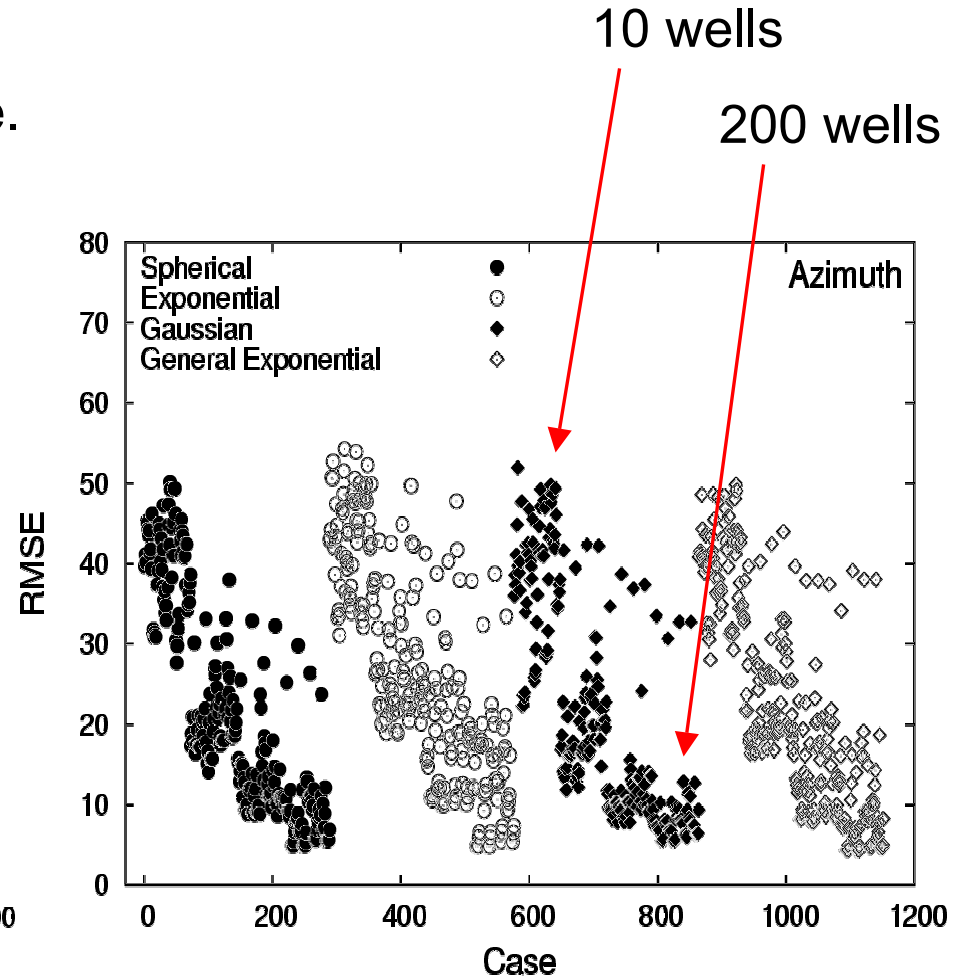 10 wells
e.
200 wells
80
Spherical
Azimuth
Exponential
70
Gaussian
General Exponential
60
50
RMSE
40
30
20
10
0
00
0 200 400 600 800 1000 1200
Case